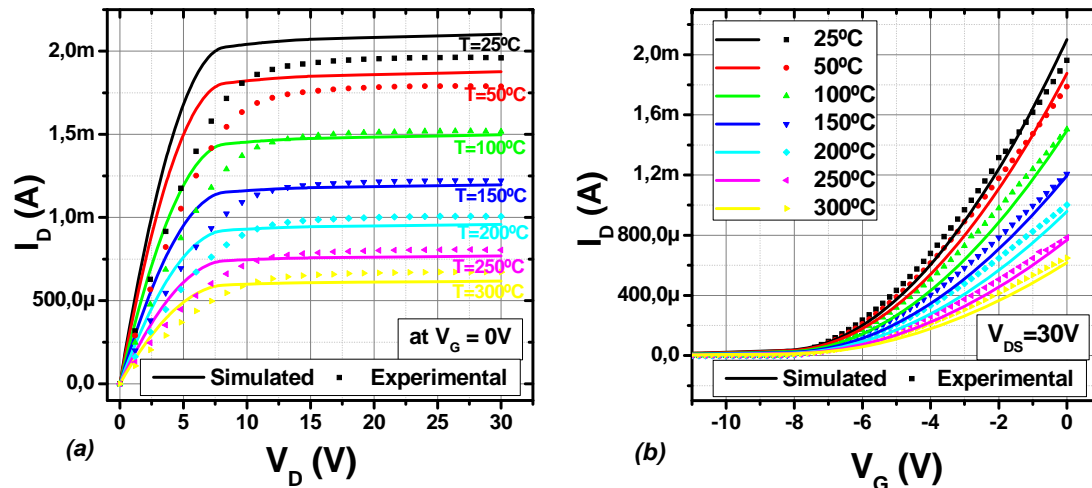 2,0m
1,5m
1,0m
500,0µ
0,0
I_D (A)
T=25ºC
T=50ºC
T=100ºC
T=150ºC
T=200ºC
T=250ºC
T=300ºC
at V_G = 0V
Simulated Experimental
0 5 10 15 20 25 30
(a)
V_D (V)
2,0m
1,6m
1,2m
800,0µ
400,0µ
0,0
I_D (A)
25ºC
50ºC
100ºC
150ºC
200ºC
250ºC
300ºC
V_DS=30V
Simulated Experimental
-10 -8 -6 -4 -2 0
(b)
V_G (V)